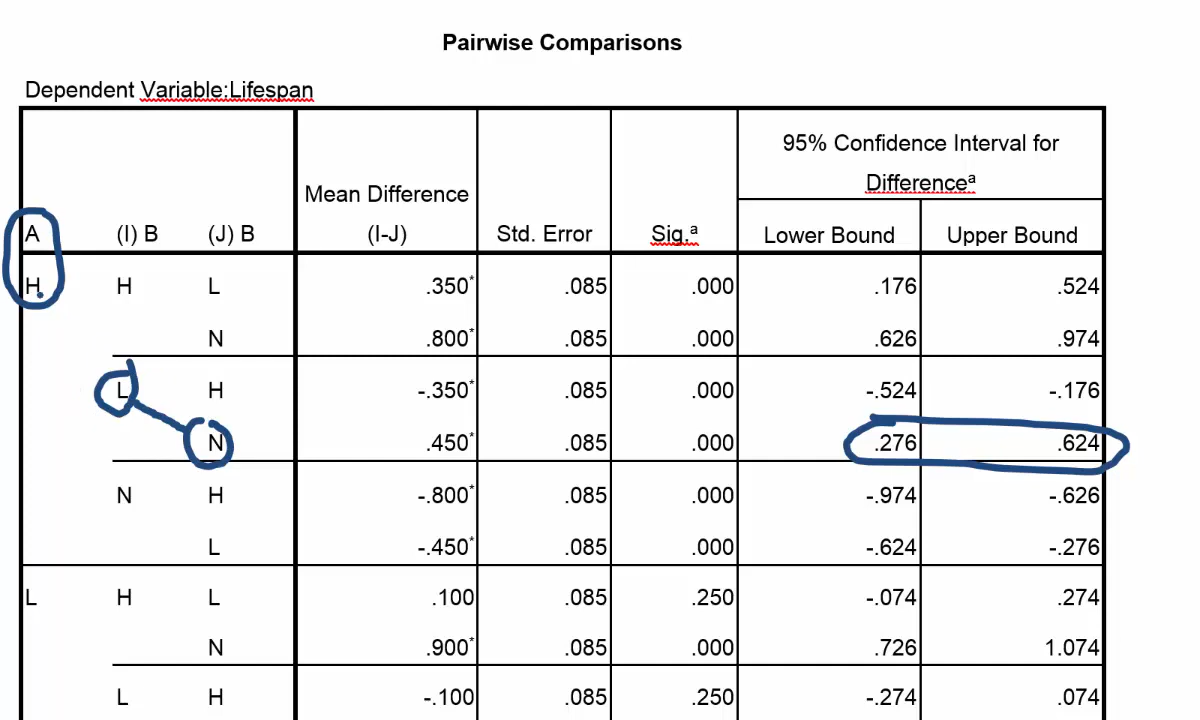 Pairwise Comparisons
Dependent Variable:Lifespan
95% Confidence Interval for
Differenceᵃ
Mean Difference
A (I) B (J) B (I-J) Std. Error Sig.ᵃ Lower Bound Upper Bound
H H L .350* .085 .000 .176 .524
N .800* .085 .000 .626 .974
L H -.350* .085 .000 -.524 -.176
N .450* .085 .000 .276 .624
N H -.800* .085 .000 -.974 -.626
L -.450* .085 .000 -.624 -.276
L H L .100 .085 .250 -.074 .274
N .900* .085 .000 .726 1.074
L H -.100 .085 .250 -.274 .074